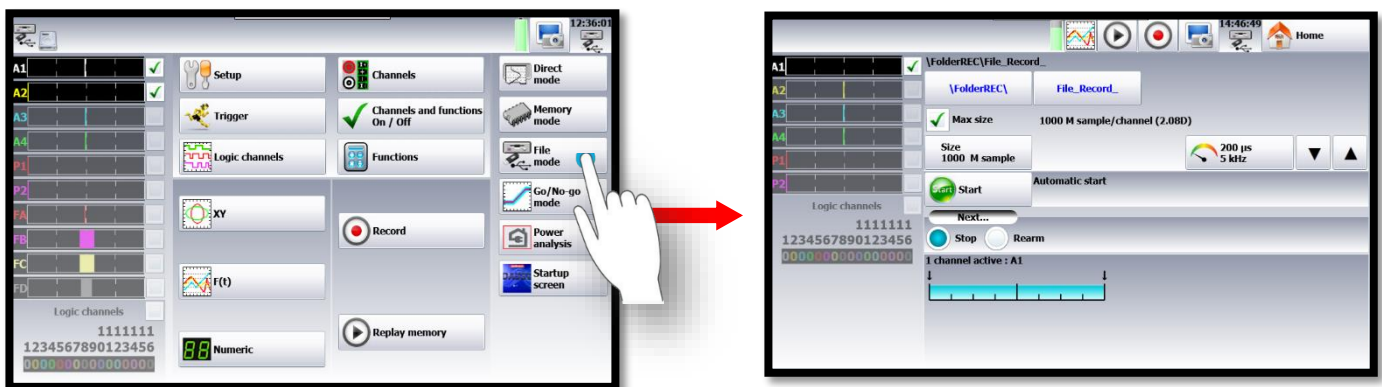 12:36:01
A1
A2
A3
A4
P1
P2
FA
FB
FC
FD
Logic channels
1111111
1234567890123456
0000000000000000
Setup
Channels
Direct
mode
Trigger
Channels and functions
On / Off
Memory
mode
Logic channels
Functions
File
mode
Go/No-go
mode
XY
Record
Power
analysis
F(t)
Startup
screen
Numeric
Replay memory
14:46:49
Home
A1
A2
A3
A4
P1
P2
Logic channels
1111111
1234567890123456
0000000000000000
\FolderREC\File_Record_
\FolderREC\
File_Record_
Max size
1000 M sample/channel (2.08D)
Size
1000 M sample
200 µs
5 kHz
Start
Start
Automatic start
Next...
Stop
Rearm
1 channel active : A1